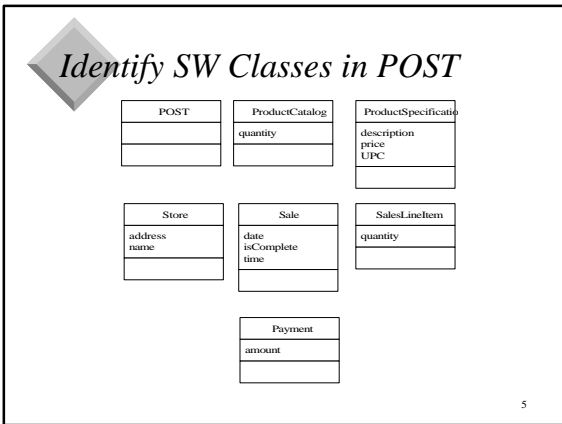 Identify SW Classes in POST
POST
ProductCatalog
quantity
ProductSpecificatio
description
price
UPC
Store
address
name
Sale
date
isComplete
time
SalesLineItem
quantity
Payment
amount
5